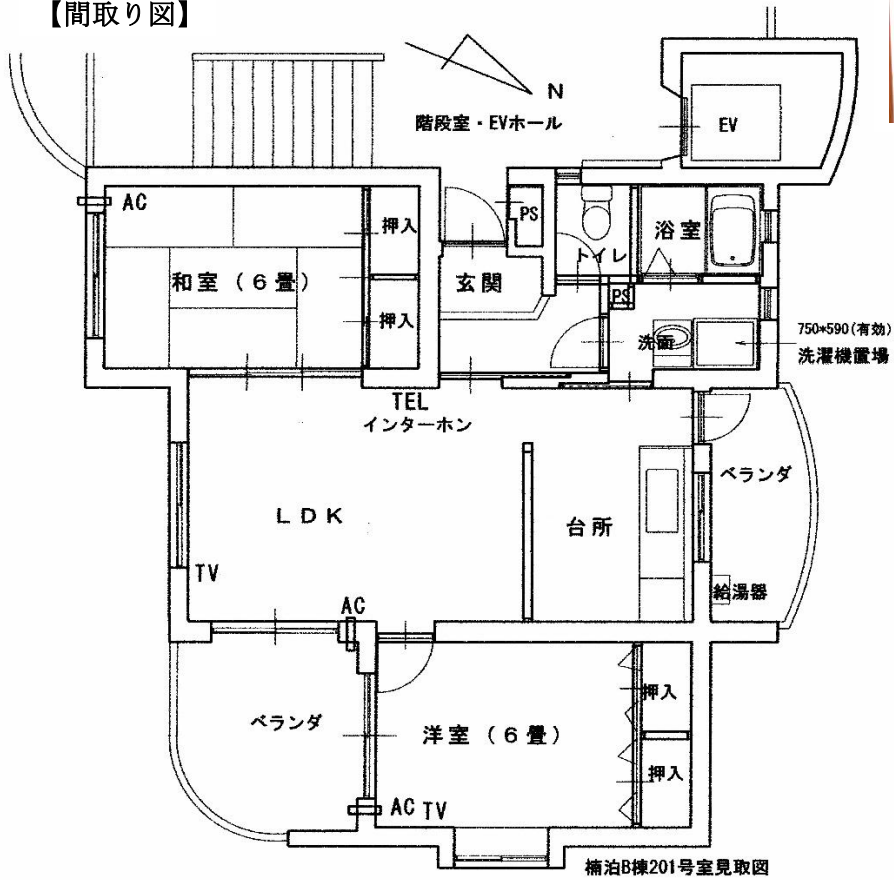 【間取り図】
N
階段室・EVホール
EV
AC
押入
PS
浴室
トイレ
和室（6畳）
玄関
押入
PS
洗面
750*590(有効)
洗濯機置場
TEL
インターホン
ベランダ
LDK
台所
TV
給湯器
AC
ベランダ
洋室（6畳）
押入
押入
AC TV
楠泊B棟201号室見取図